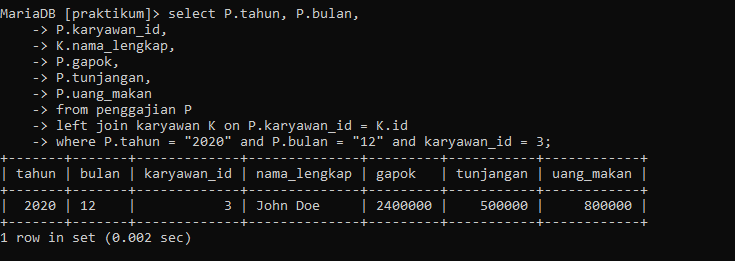 MariaDB [praktikum]> select P.tahun, P.bulan,
    -> P.karyawan_id,
    -> K.nama_lengkap,
    -> P.gapok,
    -> P.tunjangan,
    -> P.uang_makan
    -> from penggajian P
    -> left join karyawan K on P.karyawan_id = K.id
    -> where P.tahun = "2020" and P.bulan = "12" and karyawan_id = 3;
+-------+-------+-------------+--------------+---------+-----------+------------+
| tahun | bulan | karyawan_id | nama_lengkap | gapok   | tunjangan | uang_makan |
+-------+-------+-------------+--------------+---------+-----------+------------+
|  2020 | 12    |           3 | John Doe     | 2400000 |    500000 |     800000 |
+-------+-------+-------------+--------------+---------+-----------+------------+
1 row in set (0.002 sec)